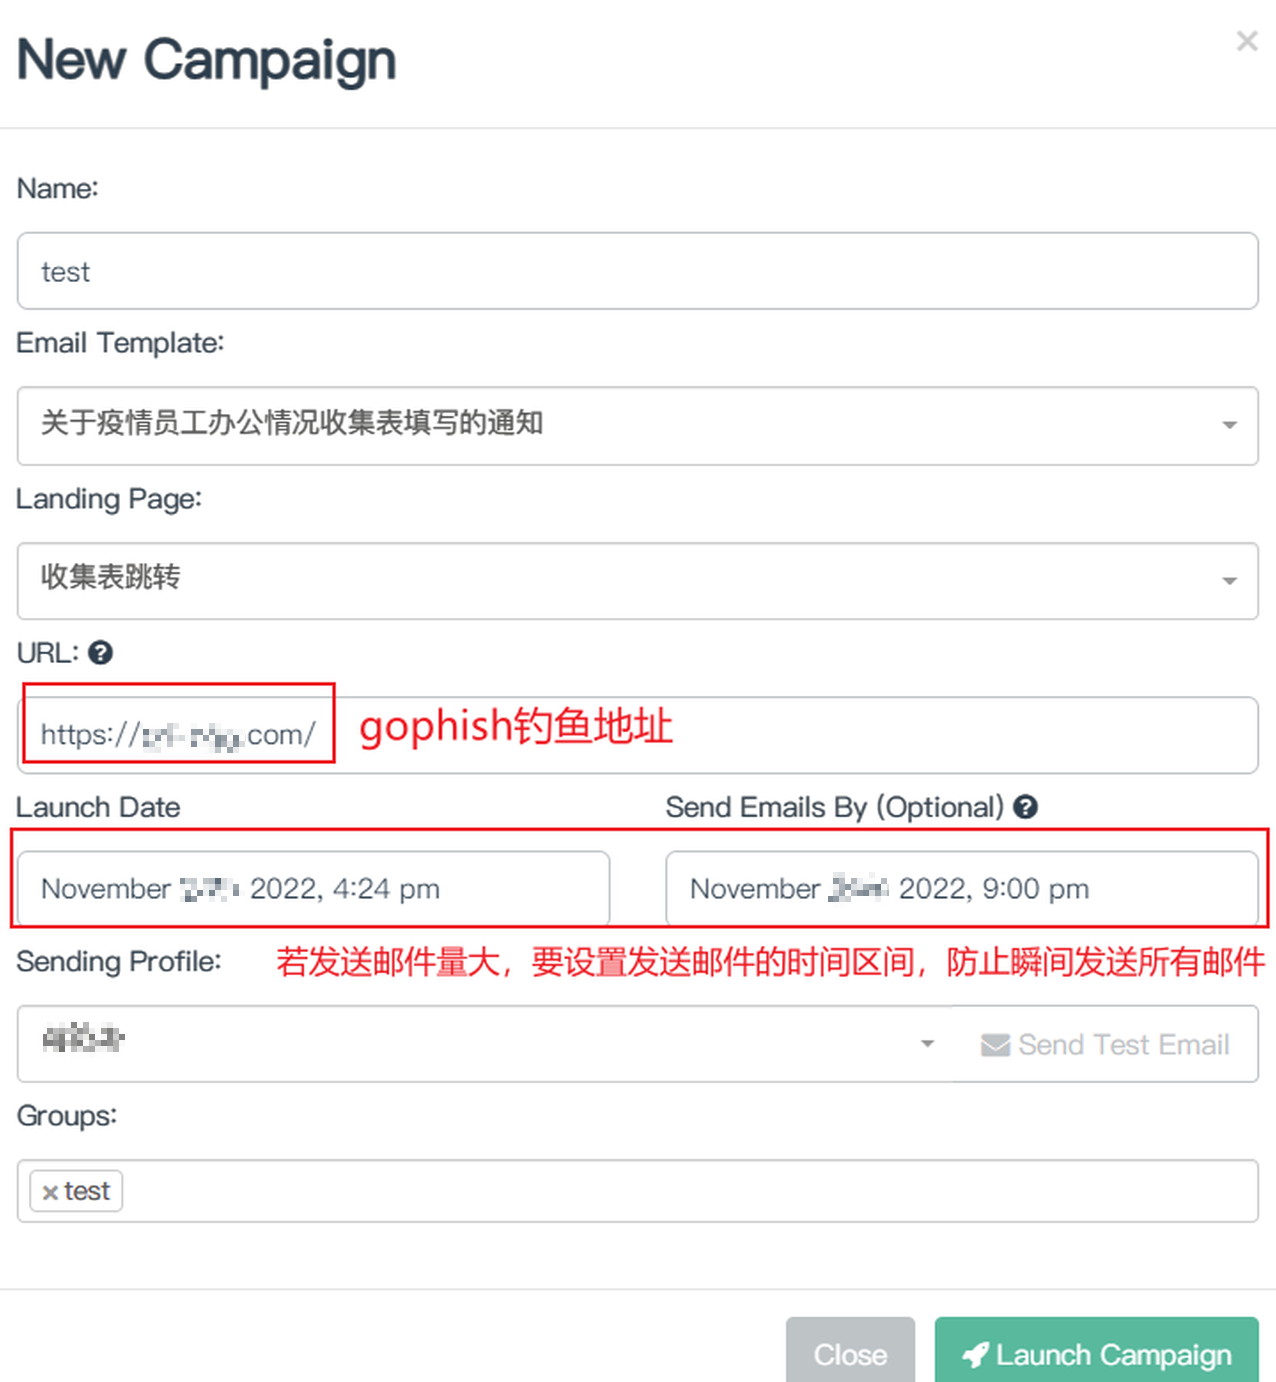 New Campaign
Name:
test
Email Template:
关于疫情员工办公情况收集表填写的通知
Landing Page:
收集表跳转
URL:
https:// .com/ gophish钓鱼地址
Launch Date Send Emails By (Optional)
November 2022, 4:24 pm November 2022, 9:00 pm
Sending Profile: 若发送邮件量大，要设置发送邮件的时间区间，防止瞬间发送所有邮件
Send Test Email
Groups:
×test
Close Launch Campaign